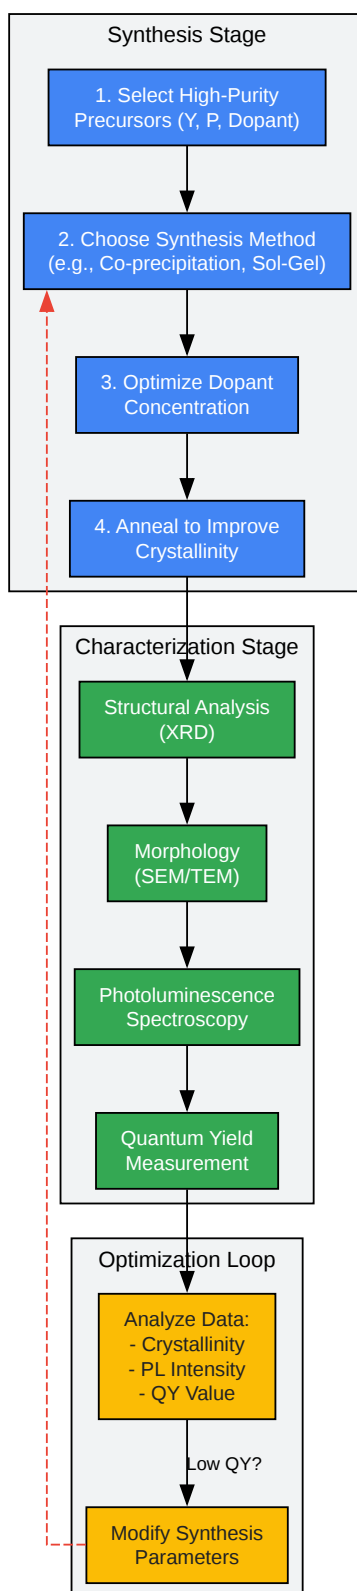 Synthesis Stage
1. Select High-Purity
Precursors (Y, P, Dopant)
2. Choose Synthesis Method
(e.g., Co-precipitation, Sol-Gel)
3. Optimize Dopant
Concentration
4. Anneal to Improve
Crystallinity
Characterization Stage
Structural Analysis
(XRD)
Morphology
(SEM/TEM)
Photoluminescence
Spectroscopy
Quantum Yield
Measurement
Optimization Loop
Analyze Data:
- Crystallinity
- PL Intensity
- QY Value
Low QY?
Modify Synthesis
Parameters